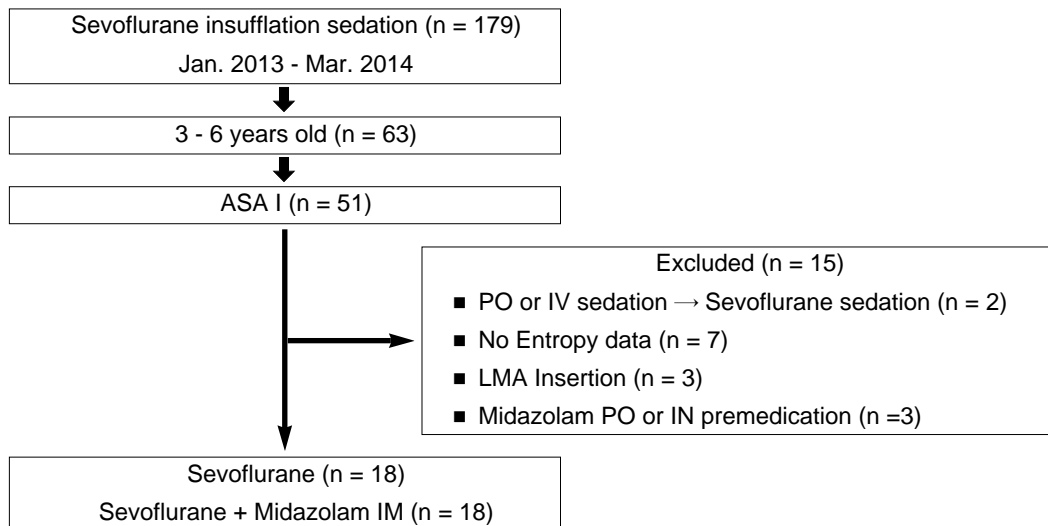 Sevoflurane insufflation sedation (n = 179)
Jan. 2013 - Mar. 2014
3 - 6 years old (n = 63)
ASA I (n = 51)
Excluded (n = 15)
■ PO or IV sedation → Sevoflurane sedation (n = 2)
■ No Entropy data (n = 7)
■ LMA Insertion (n = 3)
■ Midazolam PO or IN premedication (n =3)
Sevoflurane (n = 18)
Sevoflurane + Midazolam IM (n = 18)